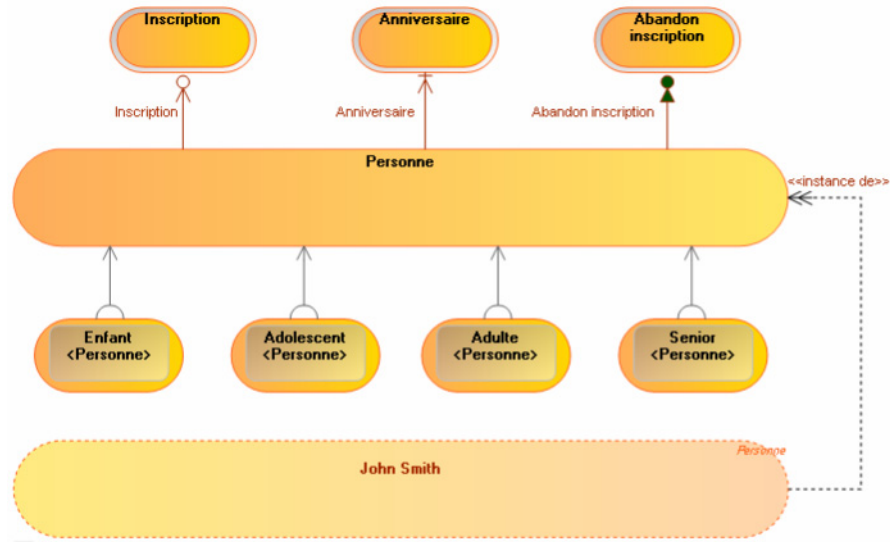 Inscription
Anniversaire
Abandon
inscription
Inscription
Anniversaire
Abandon inscription
Personne
<<instance de>>
Enfant
<Personne>
Adolescent
<Personne>
Adulte
<Personne>
Senior
<Personne>
Personne
John Smith